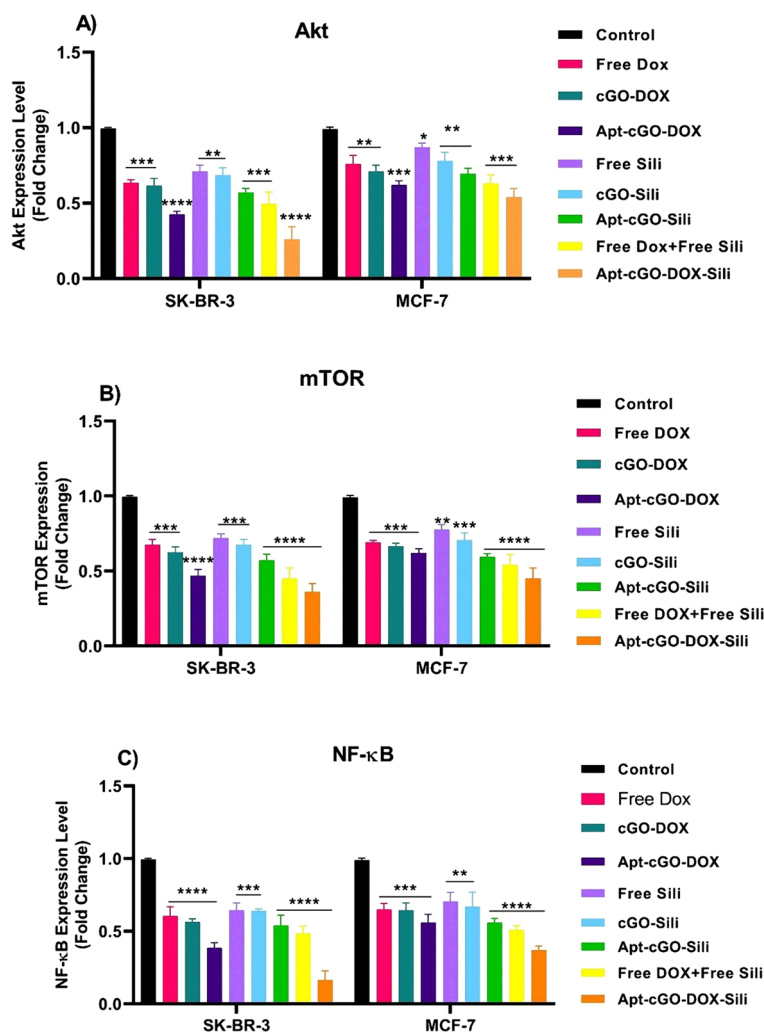 A)
Akt
Akt Expression Level
(Fold Change)
1.5
1.0
0.5
0.0
***
****
**
***
****
**
***
*
**
***
SK-BR-3
MCF-7
Control
Free Dox
cGO-DOX
Apt-cGO-DOX
Free Sili
cGO-Sili
Apt-cGO-Sili
Free Dox+Free Sili
Apt-cGO-DOX-Sili
B)
mTOR
mTOR Expression
(Fold Change)
1.5
1.0
0.5
0.0
***
****
***
****
***
**
***
****
SK-BR-3
MCF-7
Control
Free DOX
cGO-DOX
Apt-cGO-DOX
Free Sili
cGO-Sili
Apt-cGO-Sili
Free DOX+Free Sili
Apt-cGO-DOX-Sili
C)
NF-κB
NF-κB Expression Level
(Fold Change)
1.5
1.0
0.5
0.0
****
***
****
***
**
****
SK-BR-3
MCF-7
Control
Free Dox
cGO-DOX
Apt-cGO-DOX
Free Sili
cGO-Sili
Apt-cGO-Sili
Free DOX+Free Sili
Apt-cGO-DOX-Sili